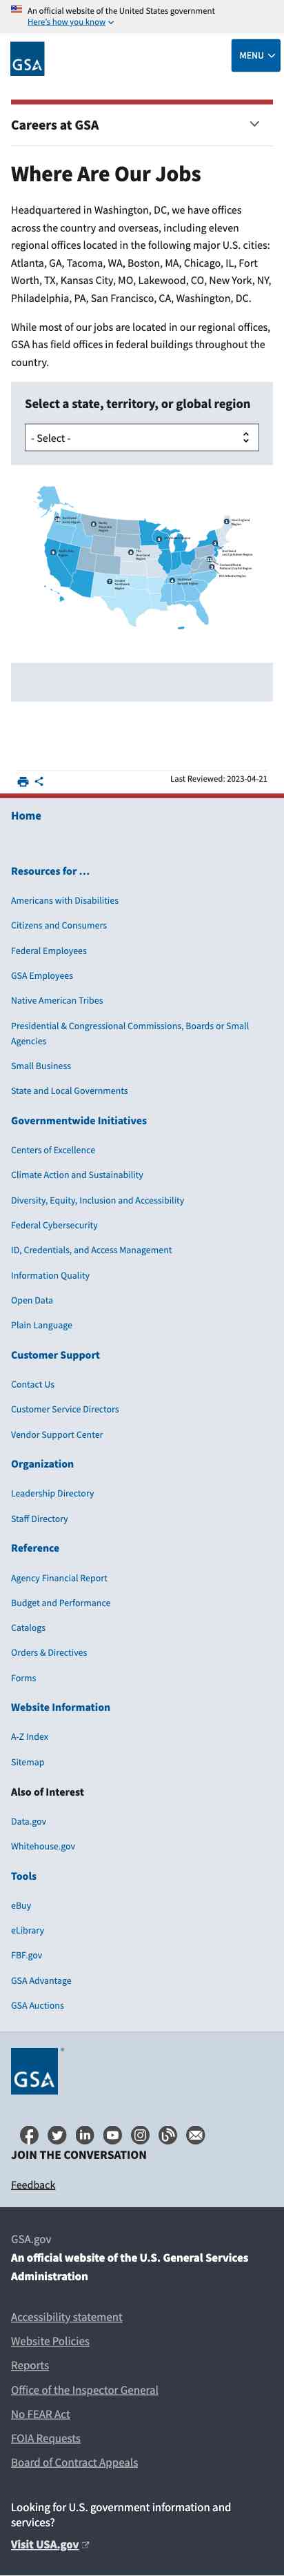 An official website of the United States government
Here's how you know
GSA
MENU
Careers at GSA
Where Are Our Jobs
Headquartered in Washington, DC, we have offices
across the country and overseas, including eleven
regional offices located in the following major U.S. cities:
Atlanta, GA, Tacoma, WA, Boston, MA, Chicago, IL, Fort
Worth, TX, Kansas City, MO, Lakewood, CO, New York, NY,
Philadelphia, PA, San Francisco, CA, Washington, DC.
While most of our jobs are located in our regional offices,
GSA has field offices in federal buildings throughout the
country.
Select a state, territory, or global region
- Select -
Last Reviewed: 2023-04-21
Home
Resources for …
Americans with Disabilities
Citizens and Consumers
Federal Employees
GSA Employees
Native American Tribes
Presidential & Congressional Commissions, Boards or Small
Agencies
Small Business
State and Local Governments
Governmentwide Initiatives
Centers of Excellence
Climate Action and Sustainability
Diversity, Equity, Inclusion and Accessibility
Federal Cybersecurity
ID, Credentials, and Access Management
Information Quality
Open Data
Plain Language
Customer Support
Contact Us
Customer Service Directors
Vendor Support Center
Organization
Leadership Directory
Staff Directory
Reference
Agency Financial Report
Budget and Performance
Catalogs
Orders & Directives
Forms
Website Information
A-Z Index
Sitemap
Also of Interest
Data.gov
Whitehouse.gov
Tools
eBuy
eLibrary
FBF.gov
GSA Advantage
GSA Auctions
GSA
JOIN THE CONVERSATION
Feedback
GSA.gov
An official website of the U.S. General Services
Administration
Accessibility statement
Website Policies
Reports
Office of the Inspector General
No FEAR Act
FOIA Requests
Board of Contract Appeals
Looking for U.S. government information and
services?
Visit USA.gov